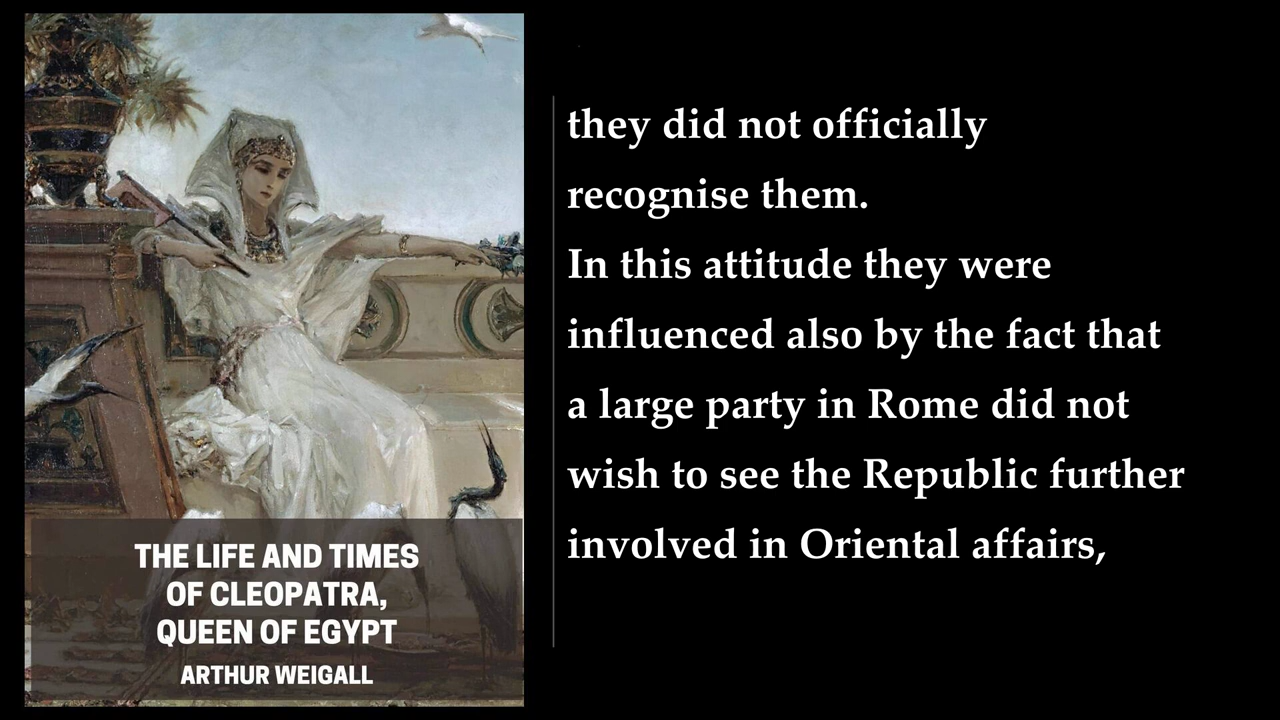 THE LIFE AND TIMES
OF CLEOPATRA,
QUEEN OF EGYPT
ARTHUR WEIGALL
they did not officially
recognise them.
In this attitude they were
influenced also by the fact that
a large party in Rome did not
wish to see the Republic further
involved in Oriental affairs,